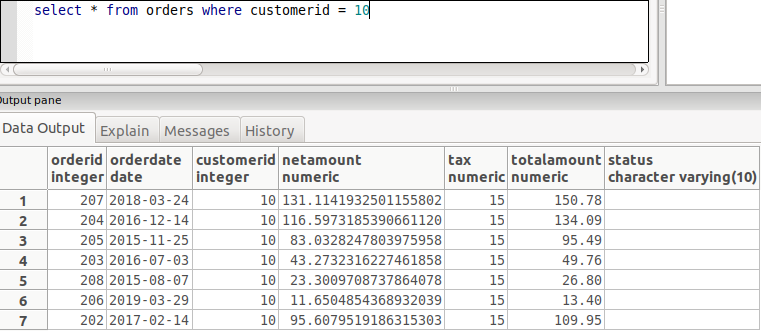 select * from orders where customerid = 10
Output pane
Data Output Explain Messages History
orderid orderdate customerid netamount tax totalamount status
integer date integer numeric numeric numeric character varying(10)
1 207 2018-03-24 10 131.1141932501155802 15 150.78
2 204 2016-12-14 10 116.5973185390661120 15 134.09
3 205 2015-11-25 10 83.0328247803975958 15 95.49
4 203 2016-07-03 10 43.2732316227461858 15 49.76
5 208 2015-08-07 10 23.3009708737864078 15 26.80
6 206 2019-03-29 10 11.6504854368932039 15 13.40
7 202 2017-02-14 10 95.6079519186315303 15 109.95